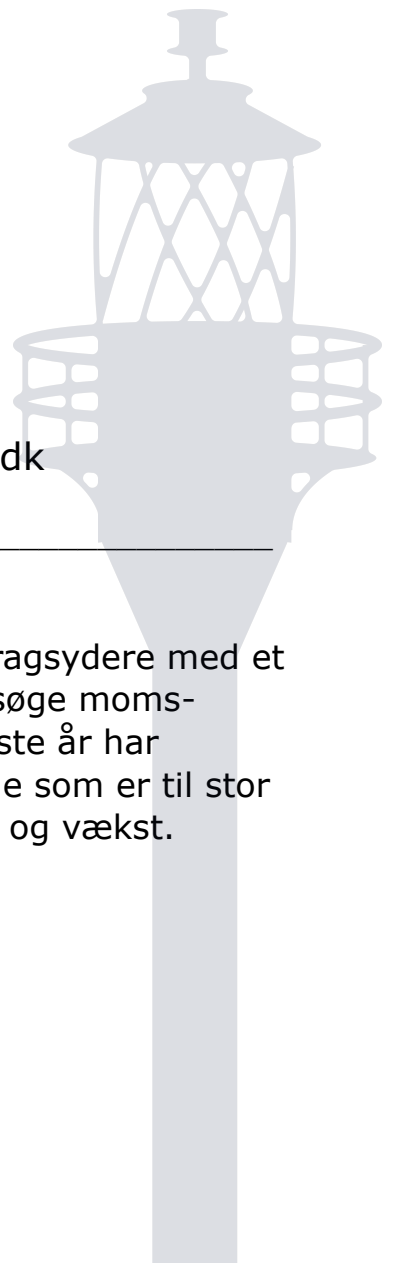 dk
ragsydere med et
søge moms-
ste år har
e som er til stor
og vækst.